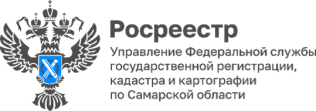 Росреестр
Управление Федеральной службы
государственной регистрации,
кадастра и картографии
по Самарской области